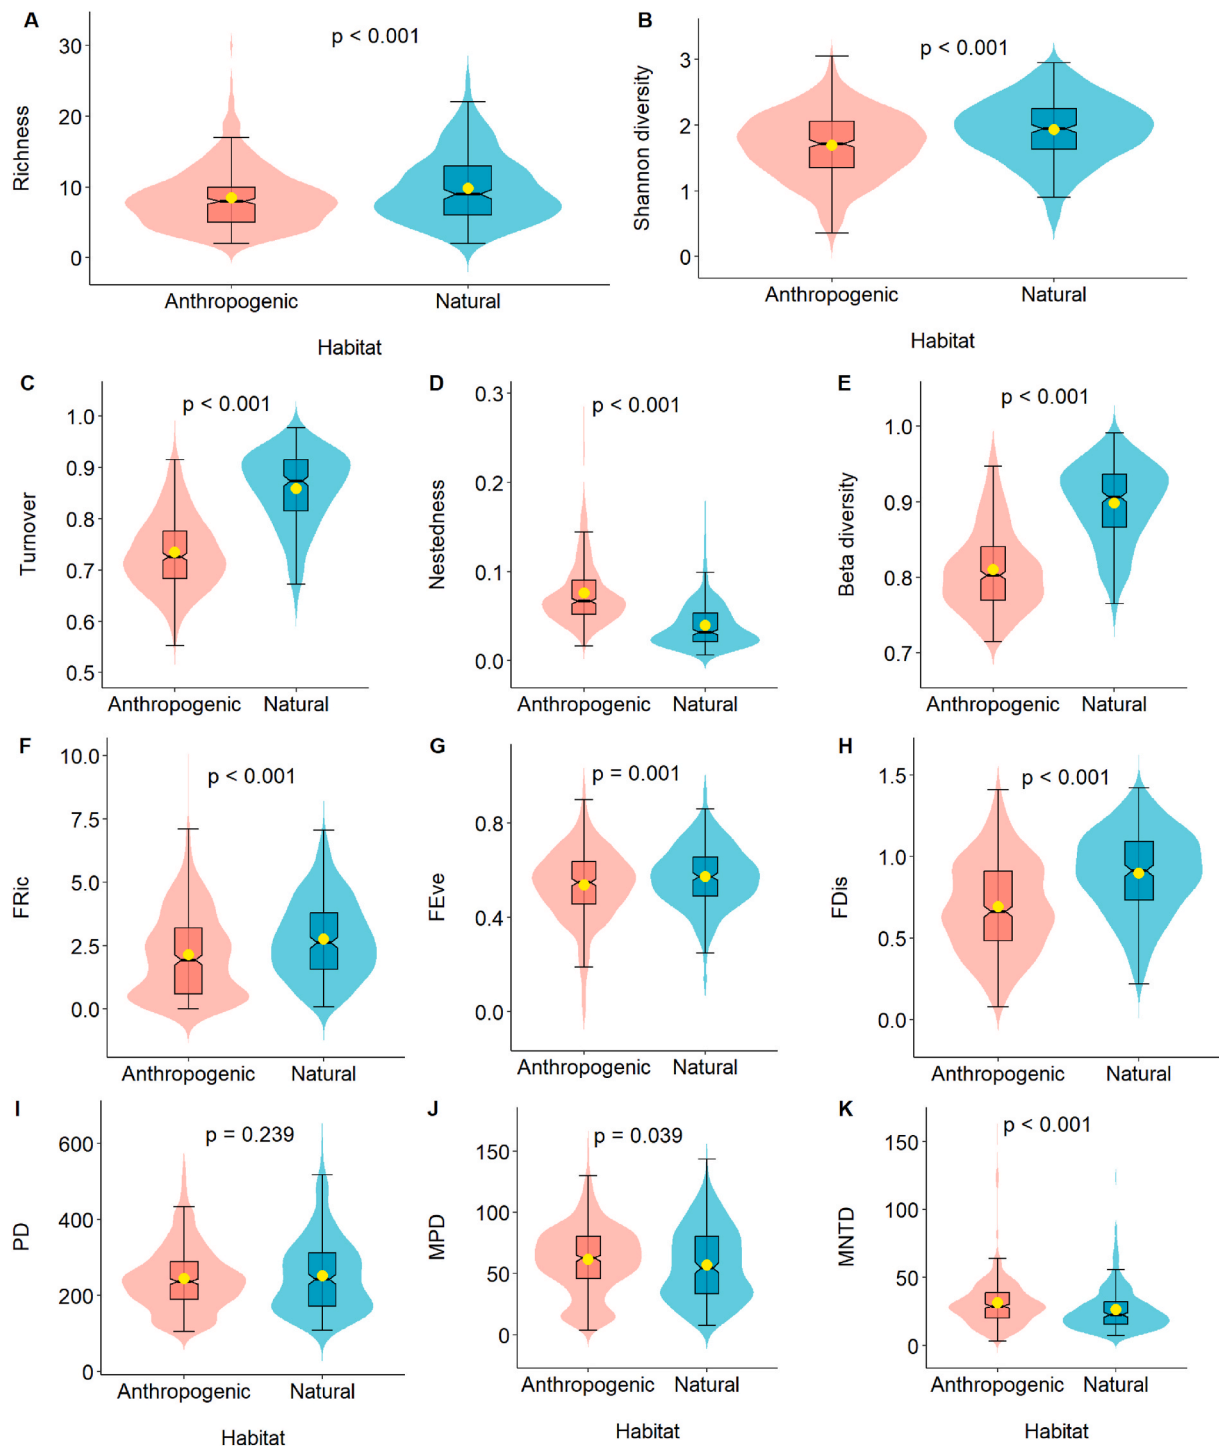 A
p < 0.001
Richness
30
20
10
0
Anthropogenic Natural
Habitat
B
p < 0.001
Shannon diversity
3
2
1
0
Anthropogenic Natural
Habitat
C
p < 0.001
Turnover
1.0
0.9
0.8
0.7
0.6
0.5
Anthropogenic Natural
D
p < 0.001
Nestedness
0.3
0.2
0.1
0.0
Anthropogenic Natural
E
p < 0.001
Beta diversity
1.0
0.9
0.8
0.7
Anthropogenic Natural
F
p < 0.001
FRic
10.0
7.5
5.0
2.5
0.0
Anthropogenic Natural
G
p = 0.001
FEve
0.8
0.4
0.0
Anthropogenic Natural
H
p < 0.001
FDis
1.5
1.0
0.5
0.0
Anthropogenic Natural
I
p = 0.239
PD
600
400
200
0
Anthropogenic Natural
Habitat
J
p = 0.039
MPD
150
100
50
0
Anthropogenic Natural
Habitat
K
p < 0.001
MNTD
150
100
50
0
Anthropogenic Natural
Habitat